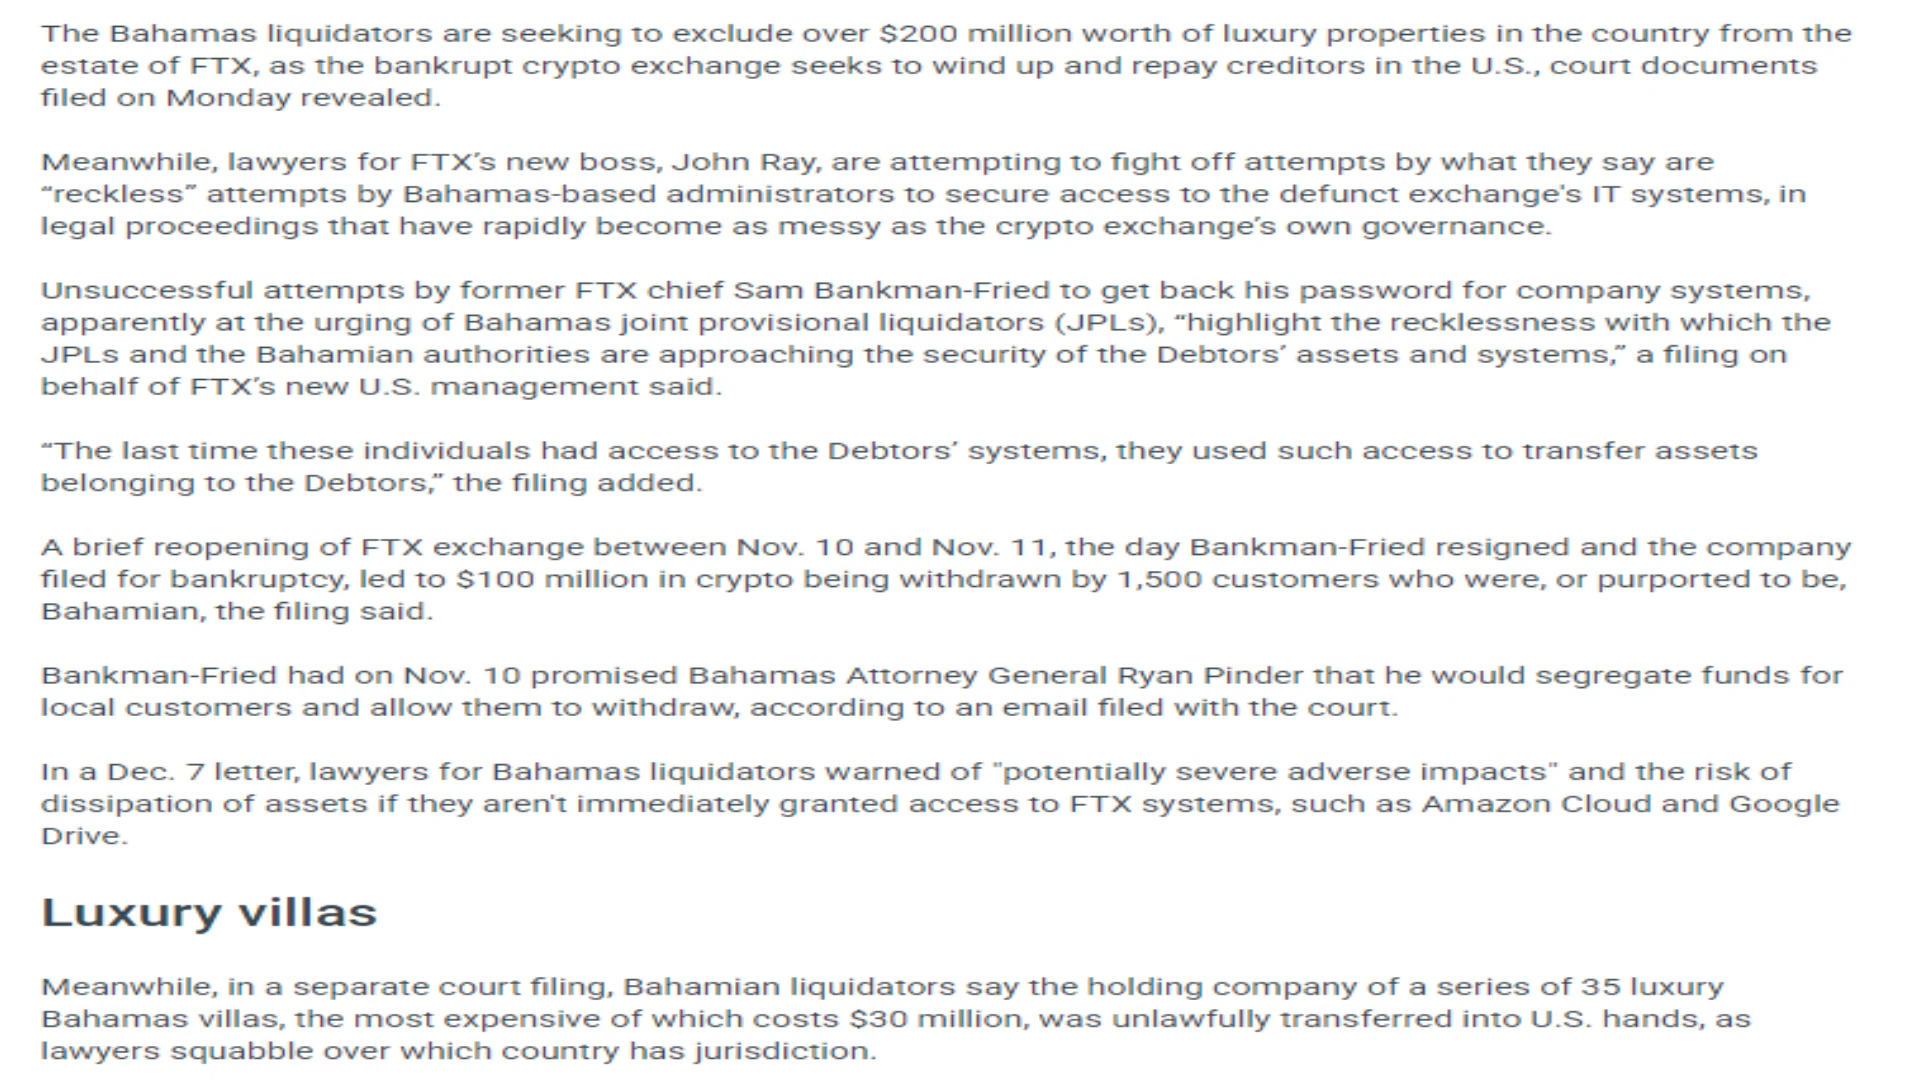 The Bahamas liquidators are seeking to exclude over $200 million worth of luxury properties in the country from the
estate of FTX, as the bankrupt crypto exchange seeks to wind up and repay creditors in the U.S., court documents
filed on Monday revealed.
Meanwhile, lawyers for FTX’s new boss, John Ray, are attempting to fight off attempts by what they say are
“reckless” attempts by Bahamas-based administrators to secure access to the defunct exchange's IT systems, in
legal proceedings that have rapidly become as messy as the crypto exchange’s own governance.
Unsuccessful attempts by former FTX chief Sam Bankman-Fried to get back his password for company systems,
apparently at the urging of Bahamas joint provisional liquidators (JPLs), “highlight the recklessness with which the
JPLs and the Bahamian authorities are approaching the security of the Debtors’ assets and systems,” a filing on
behalf of FTX’s new U.S. management said.
“The last time these individuals had access to the Debtors’ systems, they used such access to transfer assets
belonging to the Debtors,” the filing added.
A brief reopening of FTX exchange between Nov. 10 and Nov. 11, the day Bankman-Fried resigned and the company
filed for bankruptcy, led to $100 million in crypto being withdrawn by 1,500 customers who were, or purported to be,
Bahamian, the filing said.
Bankman-Fried had on Nov. 10 promised Bahamas Attorney General Ryan Pinder that he would segregate funds for
local customers and allow them to withdraw, according to an email filed with the court.
In a Dec. 7 letter, lawyers for Bahamas liquidators warned of "potentially severe adverse impacts" and the risk of
dissipation of assets if they aren't immediately granted access to FTX systems, such as Amazon Cloud and Google
Drive.
Luxury villas
Meanwhile, in a separate court filing, Bahamian liquidators say the holding company of a series of 35 luxury
Bahamas villas, the most expensive of which costs $30 million, was unlawfully transferred into U.S. hands, as
lawyers squabble over which country has jurisdiction.